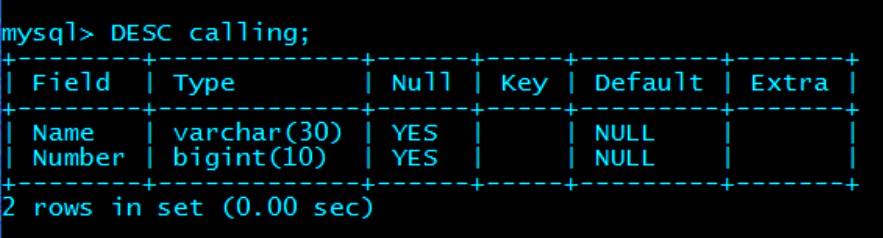 mysql> DESC calling;
+--------+-------------+------+-----+---------+-------+
| Field  | Type        | Null | Key | Default | Extra |
+--------+-------------+------+-----+---------+-------+
| Name   | varchar(30) | YES  |     | NULL    |       |
| Number | bigint(10)  | YES  |     | NULL    |       |
+--------+-------------+------+-----+---------+-------+
2 rows in set (0.00 sec)